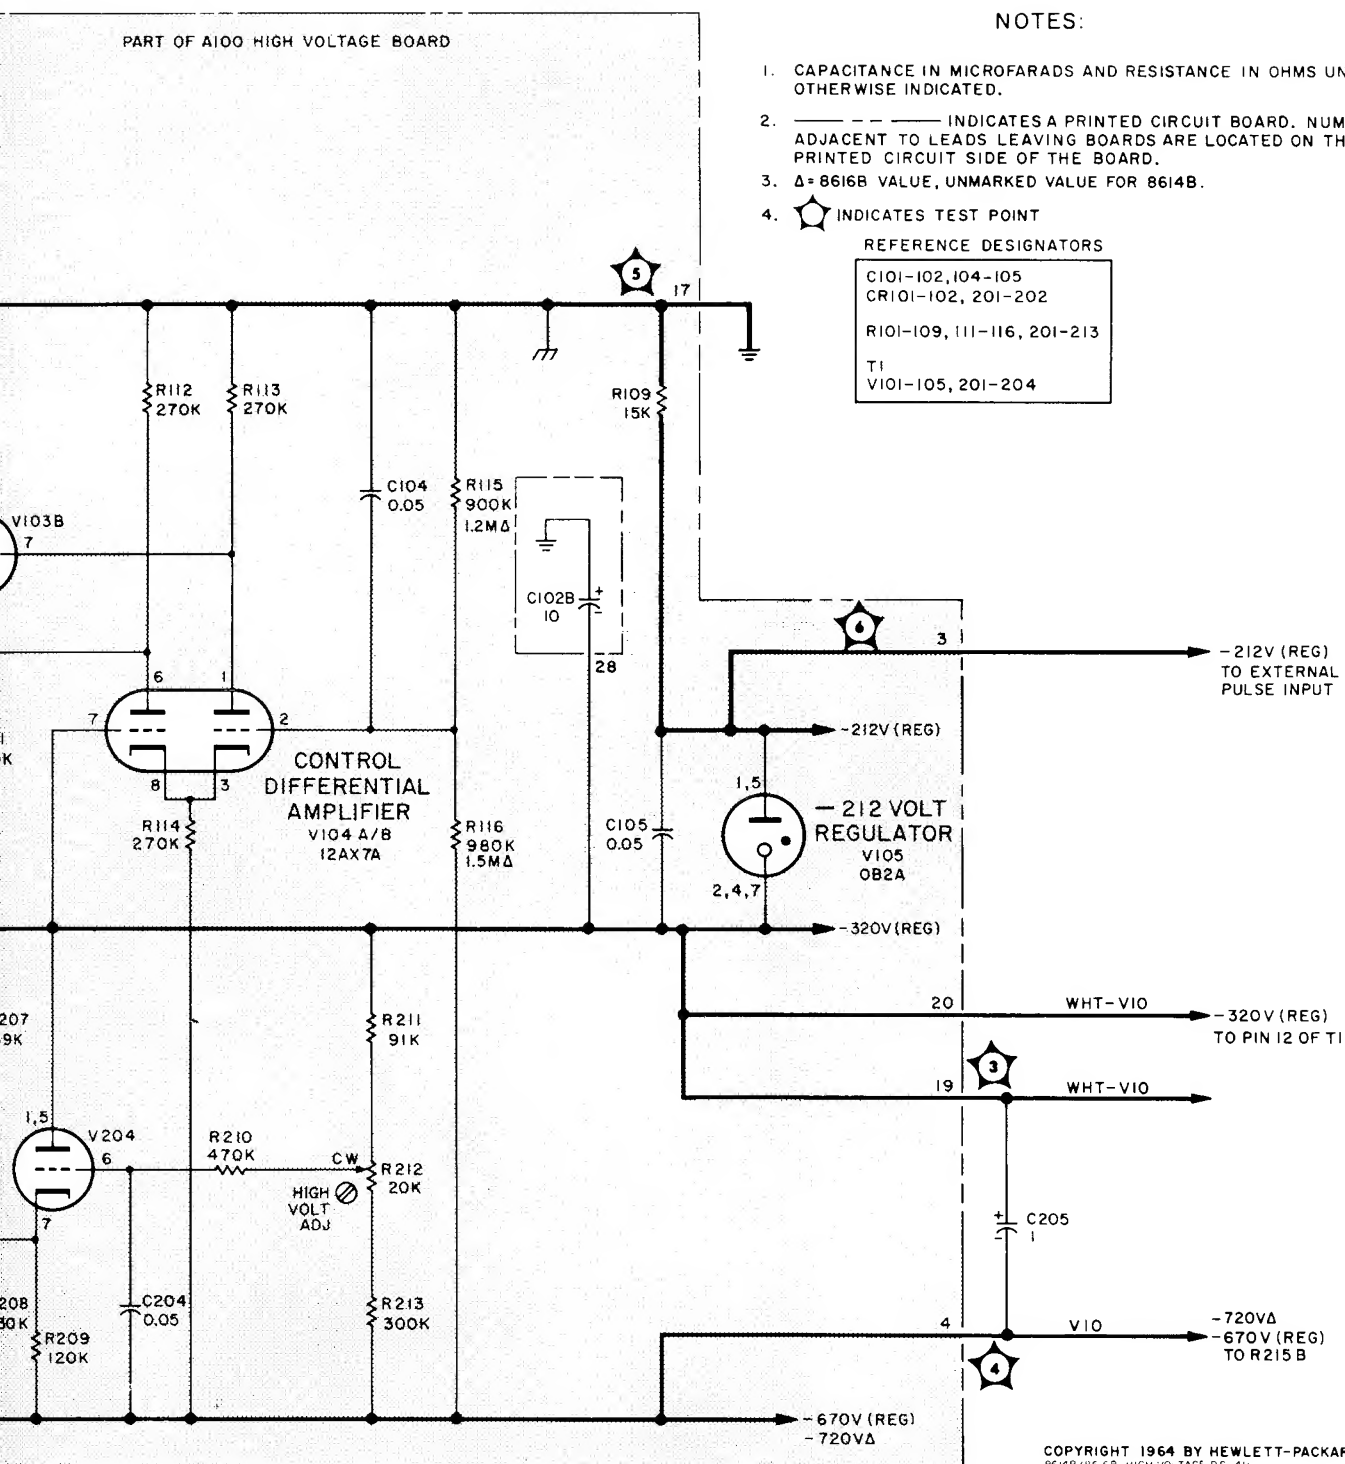 PART OF A100 HIGH VOLTAGE BOARD
NOTES:
1. CAPACITANCE IN MICROFARADS AND RESISTANCE IN OHMS UN
OTHERWISE INDICATED.
2. INDICATES A PRINTED CIRCUIT BOARD. NUM
ADJACENT TO LEADS LEAVING BOARDS ARE LOCATED ON TH
PRINTED CIRCUIT SIDE OF THE BOARD.
3. Δ=8616B VALUE, UNMARKED VALUE FOR 8614B.
4. INDICATES TEST POINT
REFERENCE DESIGNATORS
C101-102,104-105
CR101-102, 201-202
R101-109, 111-116, 201-213
T1
V101-105, 201-204
5
17
R112
270K
R113
270K
R109
15K
C104
0.05
R115
900K
1.2MΔ
V103B
7
C102B
10
+
-
28
6
3
-212V (REG)
TO EXTERNAL
PULSE INPUT
6
1
7
2
8
3
CONTROL
DIFFERENTIAL
AMPLIFIER
V104 A/B
12AX7A
-212V (REG)
1,5
-212 VOLT
REGULATOR
V105
OB2A
2,4,7
R114
270K
R116
980K
1.5MΔ
C105
0.05
-320V (REG)
207
9K
R211
91K
20
WHT-VIO
-320V (REG)
TO PIN 12 OF T1
3
19
WHT-VIO
1,5
V204
6
7
R210
470K
CW
R212
20K
HIGH
VOLT
ADJ
+
-
C205
1
208
30K
R209
120K
C204
0.05
R213
300K
4
VIO
-720VΔ
-670V (REG)
TO R215B
4
-670V (REG)
-720VΔ
COPYRIGHT 1964 BY HEWLETT-PACKAR